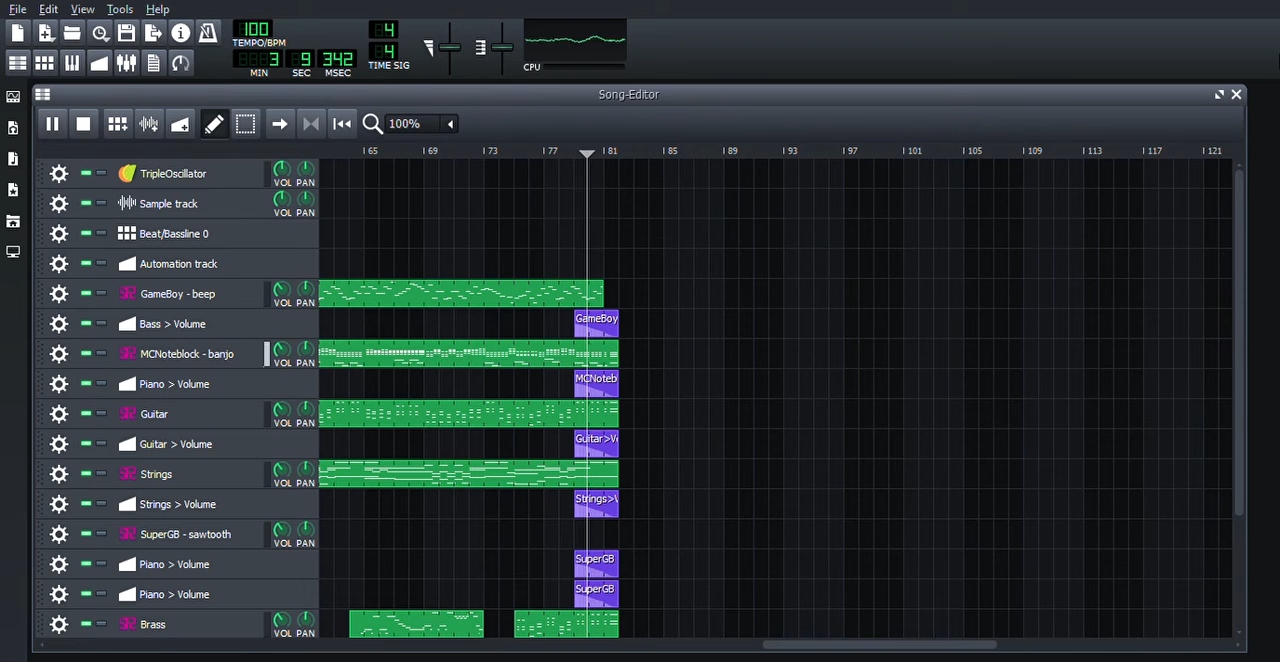 File Edit View Tools Help
100
TEMPO/BPM
3 9 342
MIN SEC MSEC
4
4
TIME SIG
CPU
Song-Editor
100%
65 69 73 77 81 85 89 93 97 101 105 109 113 117 121
TripleOscillator VOL PAN
Sample track VOL PAN
Beat/Bassline 0
Automation track
GameBoy - beep VOL PAN
Bass > Volume GameBoy
MCNoteblock - banjo VOL PAN
Piano > Volume MCNoteb
Guitar VOL PAN
Guitar > Volume Guitar>Vo
Strings VOL PAN
Strings > Volume Strings>V
SuperGB - sawtooth VOL PAN
Piano > Volume SuperGB
Piano > Volume SuperGB
Brass VOL PAN